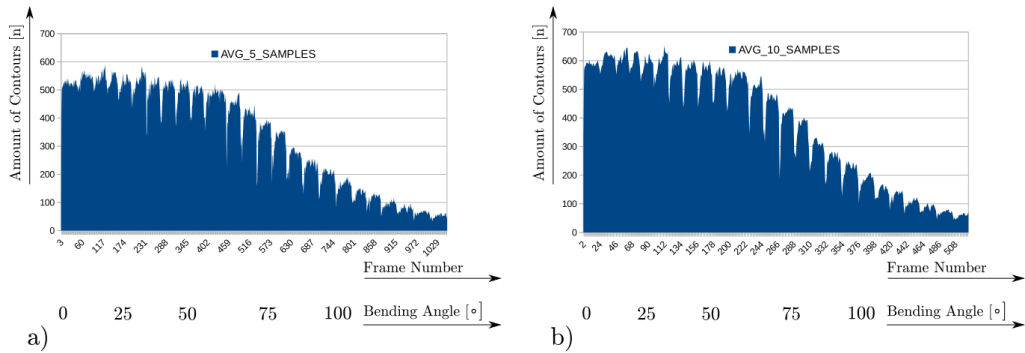 Amount of Contours [n]
700
600
500
400
300
200
100
0
AVG_5_SAMPLES
3 60 117 174 231 288 345 402 459 516 573 630 687 744 801 858 915 972 1029
Frame Number
0 25 50 75 100 Bending Angle [∘]
a)
Amount of Contours [n]
700
600
500
400
300
200
100
0
AVG_10_SAMPLES
2 24 46 68 90 112 134 156 178 200 222 244 266 288 310 332 354 376 398 420 442 464 486 508
Frame Number
0 25 50 75 100 Bending Angle [∘]
b)